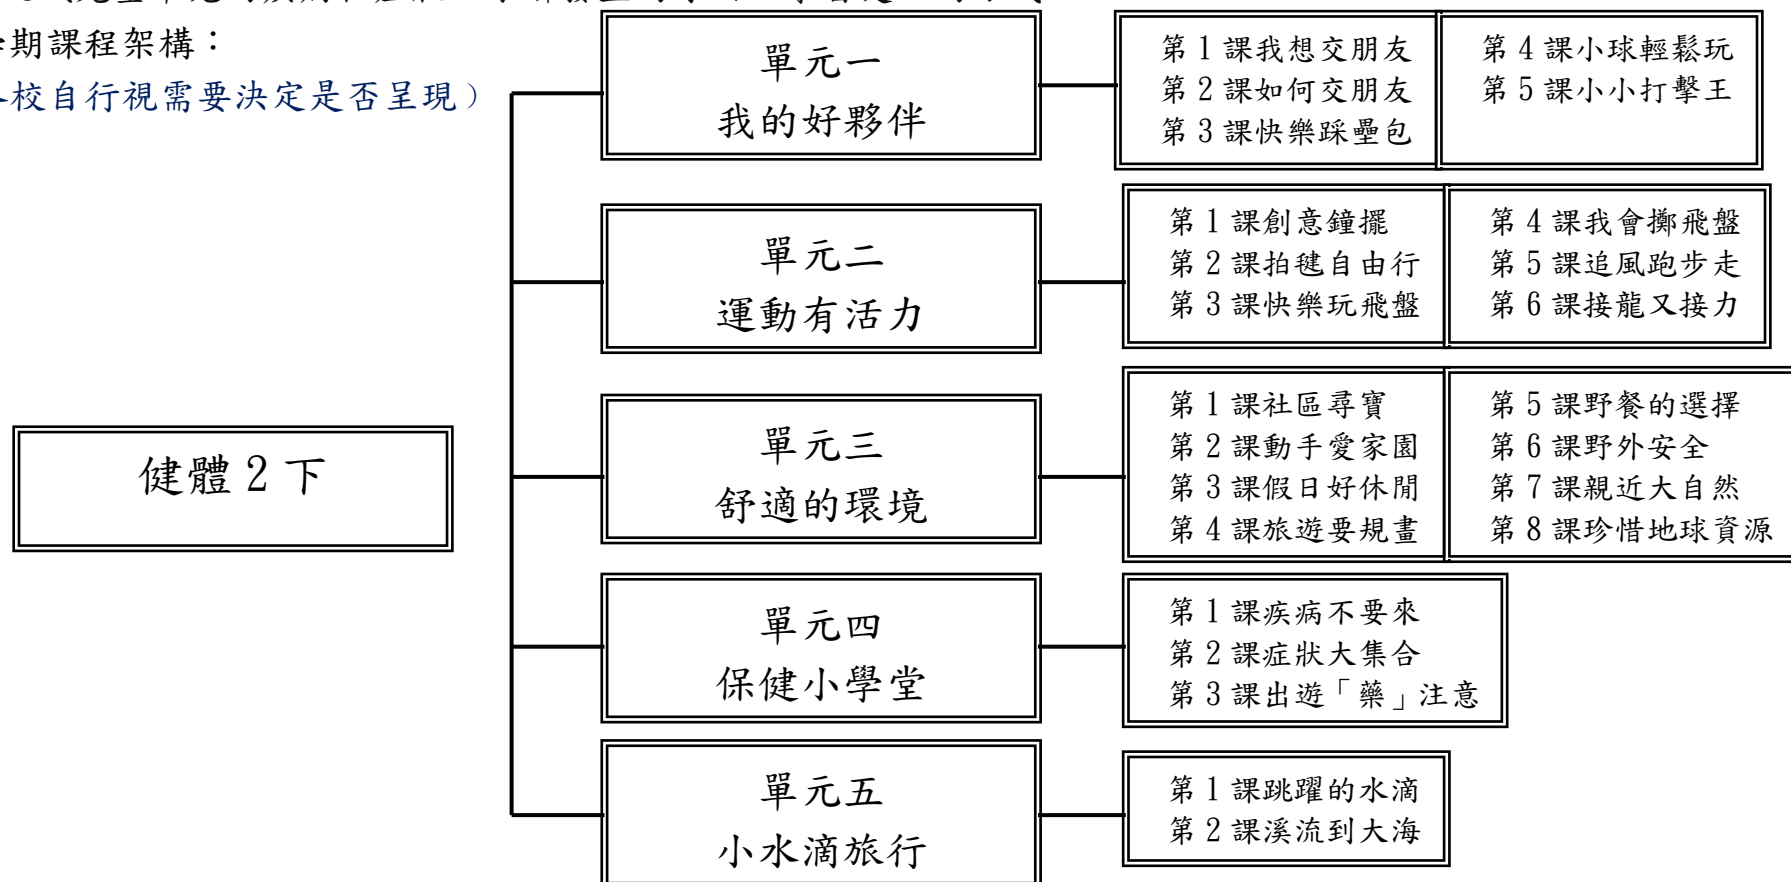 期課程架構：
校自行視需要決定是否呈現）
健體 2 下
單元一
我的好夥伴
第 1 課我想交朋友
第 2 課如何交朋友
第 3 課快樂踩壘包
第 4 課小球輕鬆玩
第 5 課小小打擊王
單元二
運動有活力
第 1 課創意鐘擺
第 2 課拍毽自由行
第 3 課快樂玩飛盤
第 4 課我會擲飛盤
第 5 課追風跑步走
第 6 課接龍又接力
單元三
舒適的環境
第 1 課社區尋寶
第 2 課動手愛家園
第 3 課假日好休閒
第 4 課旅遊要規畫
第 5 課野餐的選擇
第 6 課野外安全
第 7 課親近大自然
第 8 課珍惜地球資源
單元四
保健小學堂
第 1 課疾病不要來
第 2 課症狀大集合
第 3 課出遊「藥」注意
單元五
小水滴旅行
第 1 課跳躍的水滴
第 2 課溪流到大海